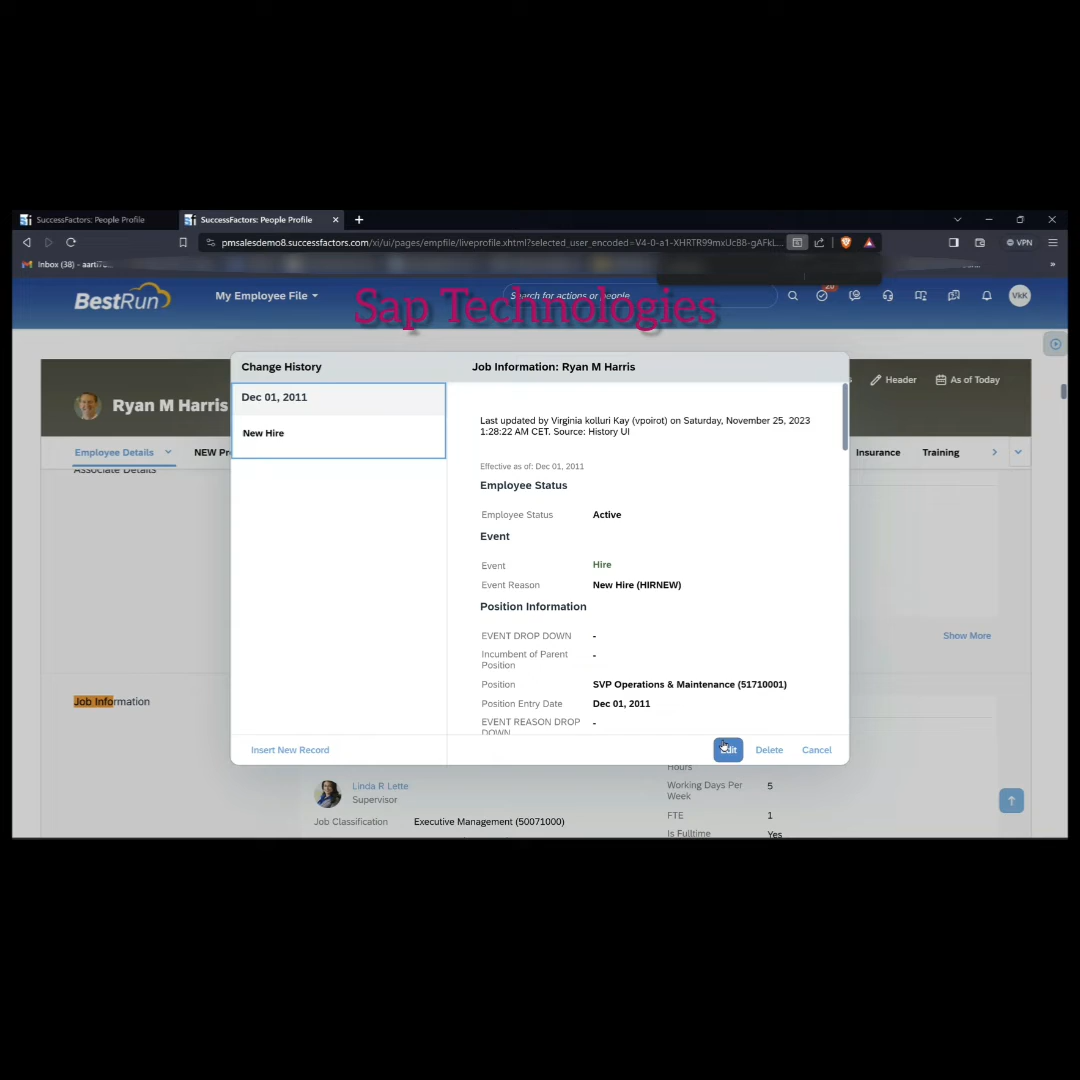 SuccessFactors: People Profile
SuccessFactors: People Profile
pmsalesdemo8.successfactors.com/xi/ui/pages/empfile/liveprofile.xhtml?selected_user_encoded=V4-0-a1-XHRTR99mxUcB8-gAFkL...
VPN
Inbox (38) - aarti7...
»
BestRun
My Employee File
Search for actions or people
VkK
Sap Technologies
Change History
Job Information: Ryan M Harris
Dec 01, 2011
New Hire
Ryan M Harris
Header
As of Today
Last updated by Virginia kolluri Kay (vpoirot) on Saturday, November 25, 2023
1:28:22 AM CET. Source: History UI
Employee Details
NEW Pr
Insurance
Training
Associate Details
Effective as of: Dec 01, 2011
Employee Status
Employee Status Active
Event
Event Hire
Event Reason New Hire (HIRNEW)
Position Information
EVENT DROP DOWN -
Incumbent of Parent
Position -
Position SVP Operations & Maintenance (51710001)
Position Entry Date Dec 01, 2011
EVENT REASON DROP
DOWN -
Show More
Job Information
Insert New Record
Edit
Delete
Cancel
Hours
Linda R Lette
Supervisor
Working Days Per
Week 5
FTE 1
Job Classification Executive Management (50071000)
Is Fulltime Yes